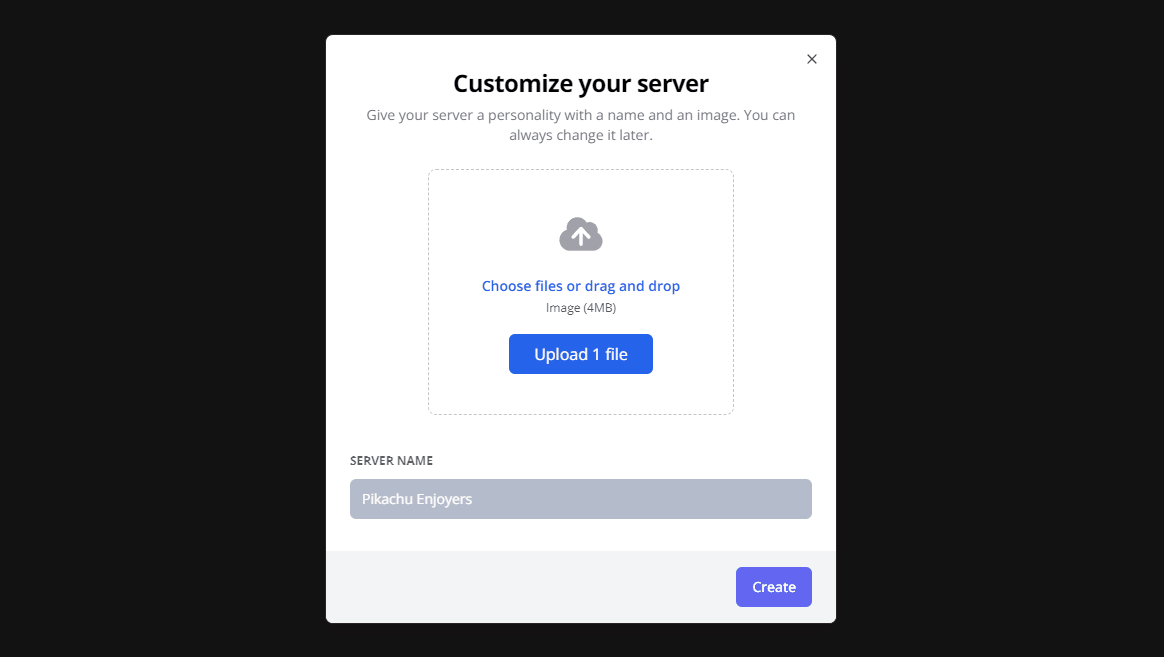 Customize your server
Give your server a personality with a name and an image. You can
always change it later.
Choose files or drag and drop
Image (4MB)
Upload 1 file
SERVER NAME
Pikachu Enjoyers
Create